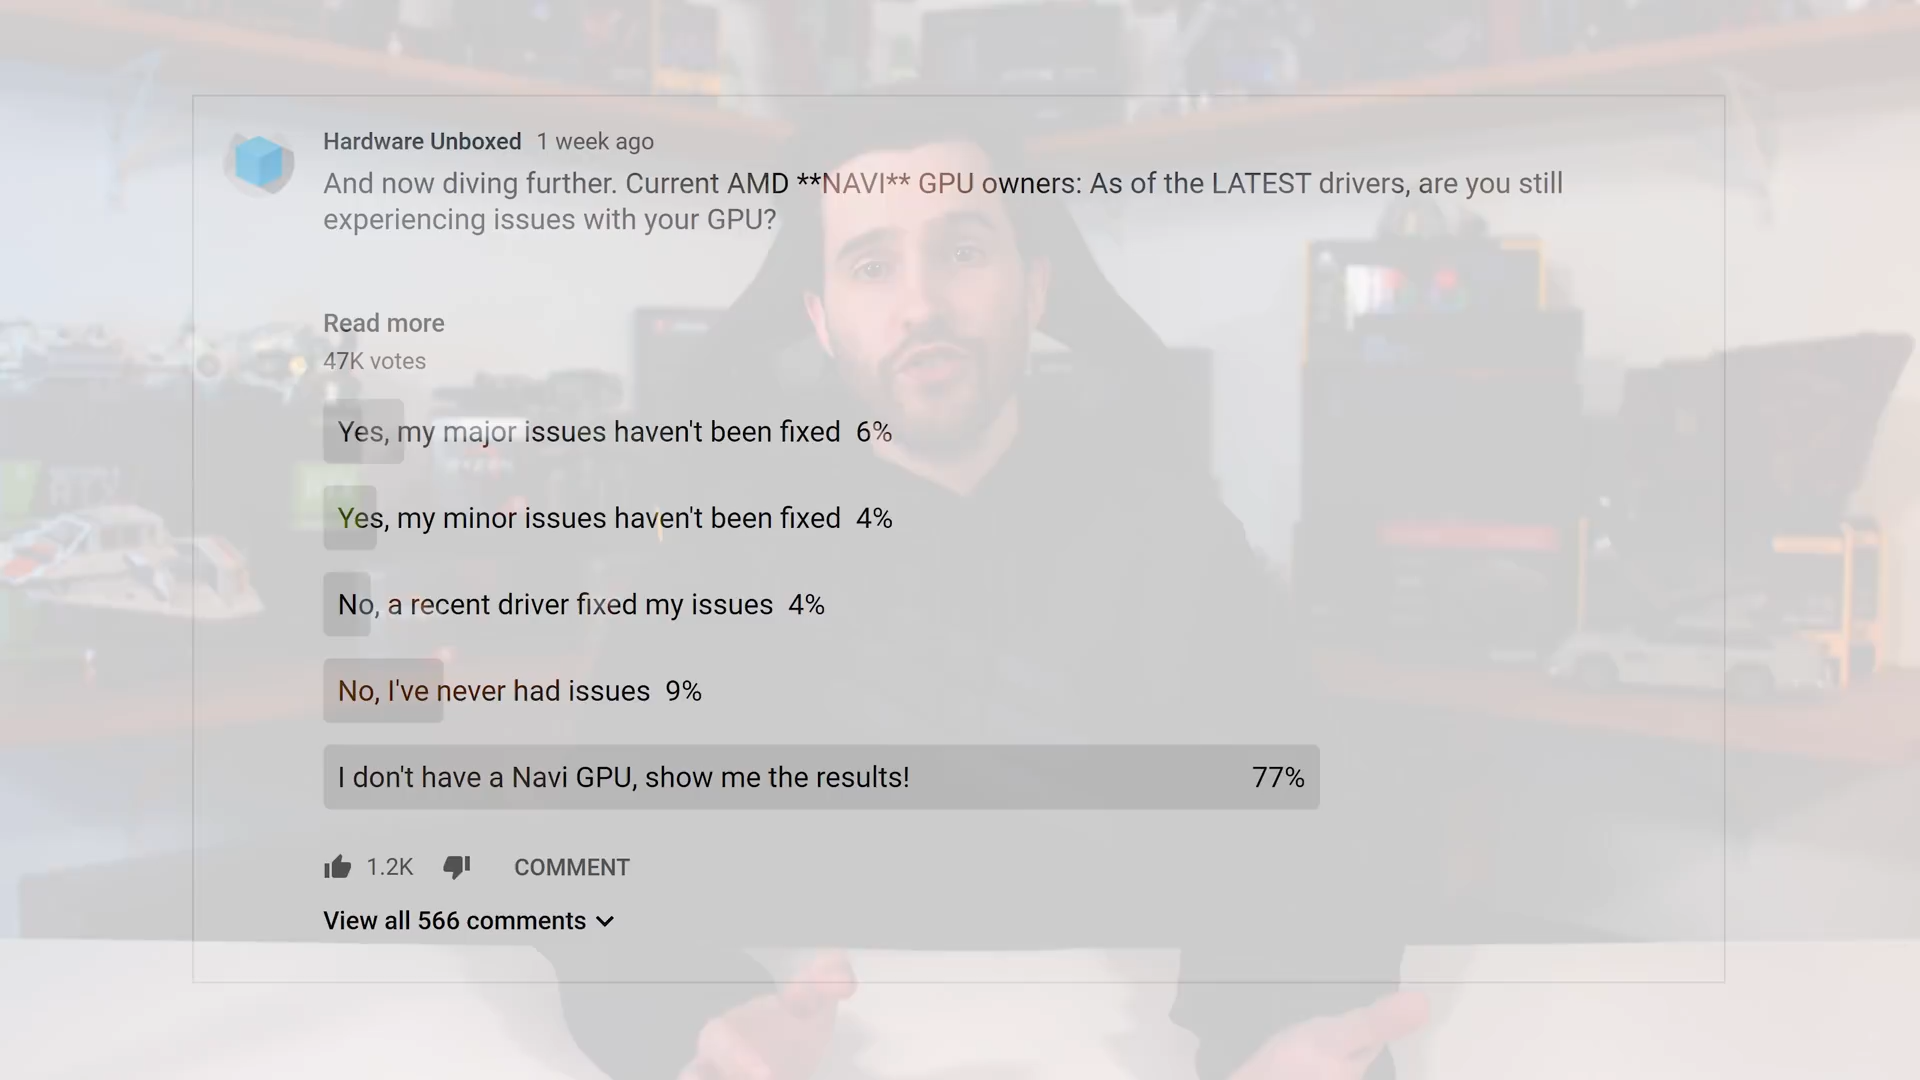 Hardware Unboxed 1 week ago
And now diving further. Current AMD **NAVI** GPU owners: As of the LATEST drivers, are you still
experiencing issues with your GPU?
Read more
47K votes
Yes, my major issues haven't been fixed 6%
Yes, my minor issues haven't been fixed 4%
No, a recent driver fixed my issues 4%
No, I've never had issues 9%
I don't have a Navi GPU, show me the results! 77%
1.2K COMMENT
View all 566 comments